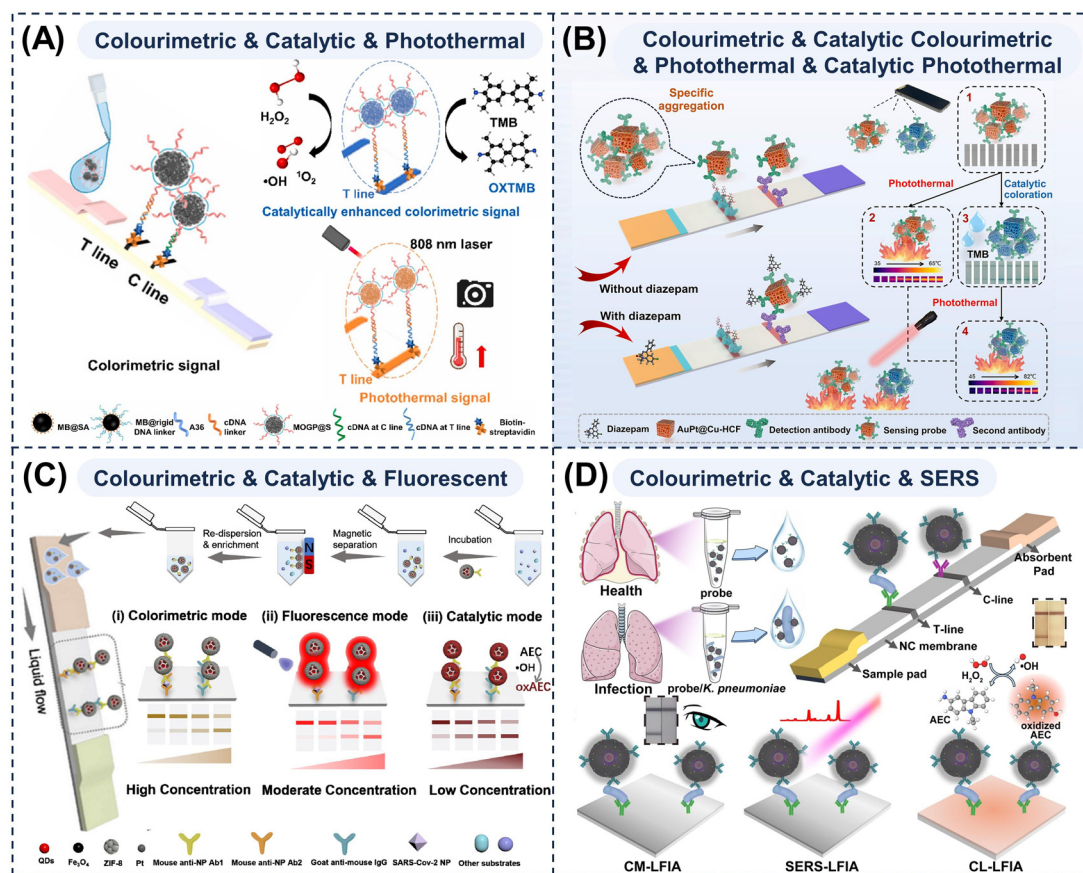 (A)
Colourimetric & Catalytic & Photothermal
H₂O₂
•OH
¹O₂
TMB
OXTMB
T line
Catalytically enhanced colorimetric signal
808 nm laser
T line
C line
T line
Colorimetric signal
Photothermal signal
MB@SA
MB@rigid DNA linker
A36
cDNA linker
MOGP@S
cDNA at C line
cDNA at T line
Biotin-streptavidin
(B)
Colourimetric & Catalytic Colourimetric
& Photothermal & Catalytic Photothermal
Specific
aggregation
1
Photothermal
Catalytic
coloration
2
3
35
65℃
TMB
Without diazepam
With diazepam
Photothermal
4
45
82℃
Diazepam
AuPt@Cu-HCF
Detection antibody
Sensing probe
Second antibody
(C)
Colourimetric & Catalytic & Fluorescent
Re-dispersion
& enrichment
Magnetic
separation
Incubation
N
S
(i) Colorimetric mode
(ii) Fluorescence mode
(iii) Catalytic mode
Liquid flow
AEC
•OH
oxAEC
High Concentration
Moderate Concentration
Low Concentration
QDs
Fe₃O₄
ZIF-8
Pt
Mouse anti-NP Ab1
Mouse anti-NP Ab2
Goat anti-mouse IgG
SARS-Cov-2 NP
Other substrates
(D)
Colourimetric & Catalytic & SERS
Health
probe
Infection
probe/K. pneumoniae
Absorbent
Pad
C-line
T-line
NC membrane
Sample pad
H₂O₂
•OH
AEC
oxidized
AEC
CM-LFIA
SERS-LFIA
CL-LFIA